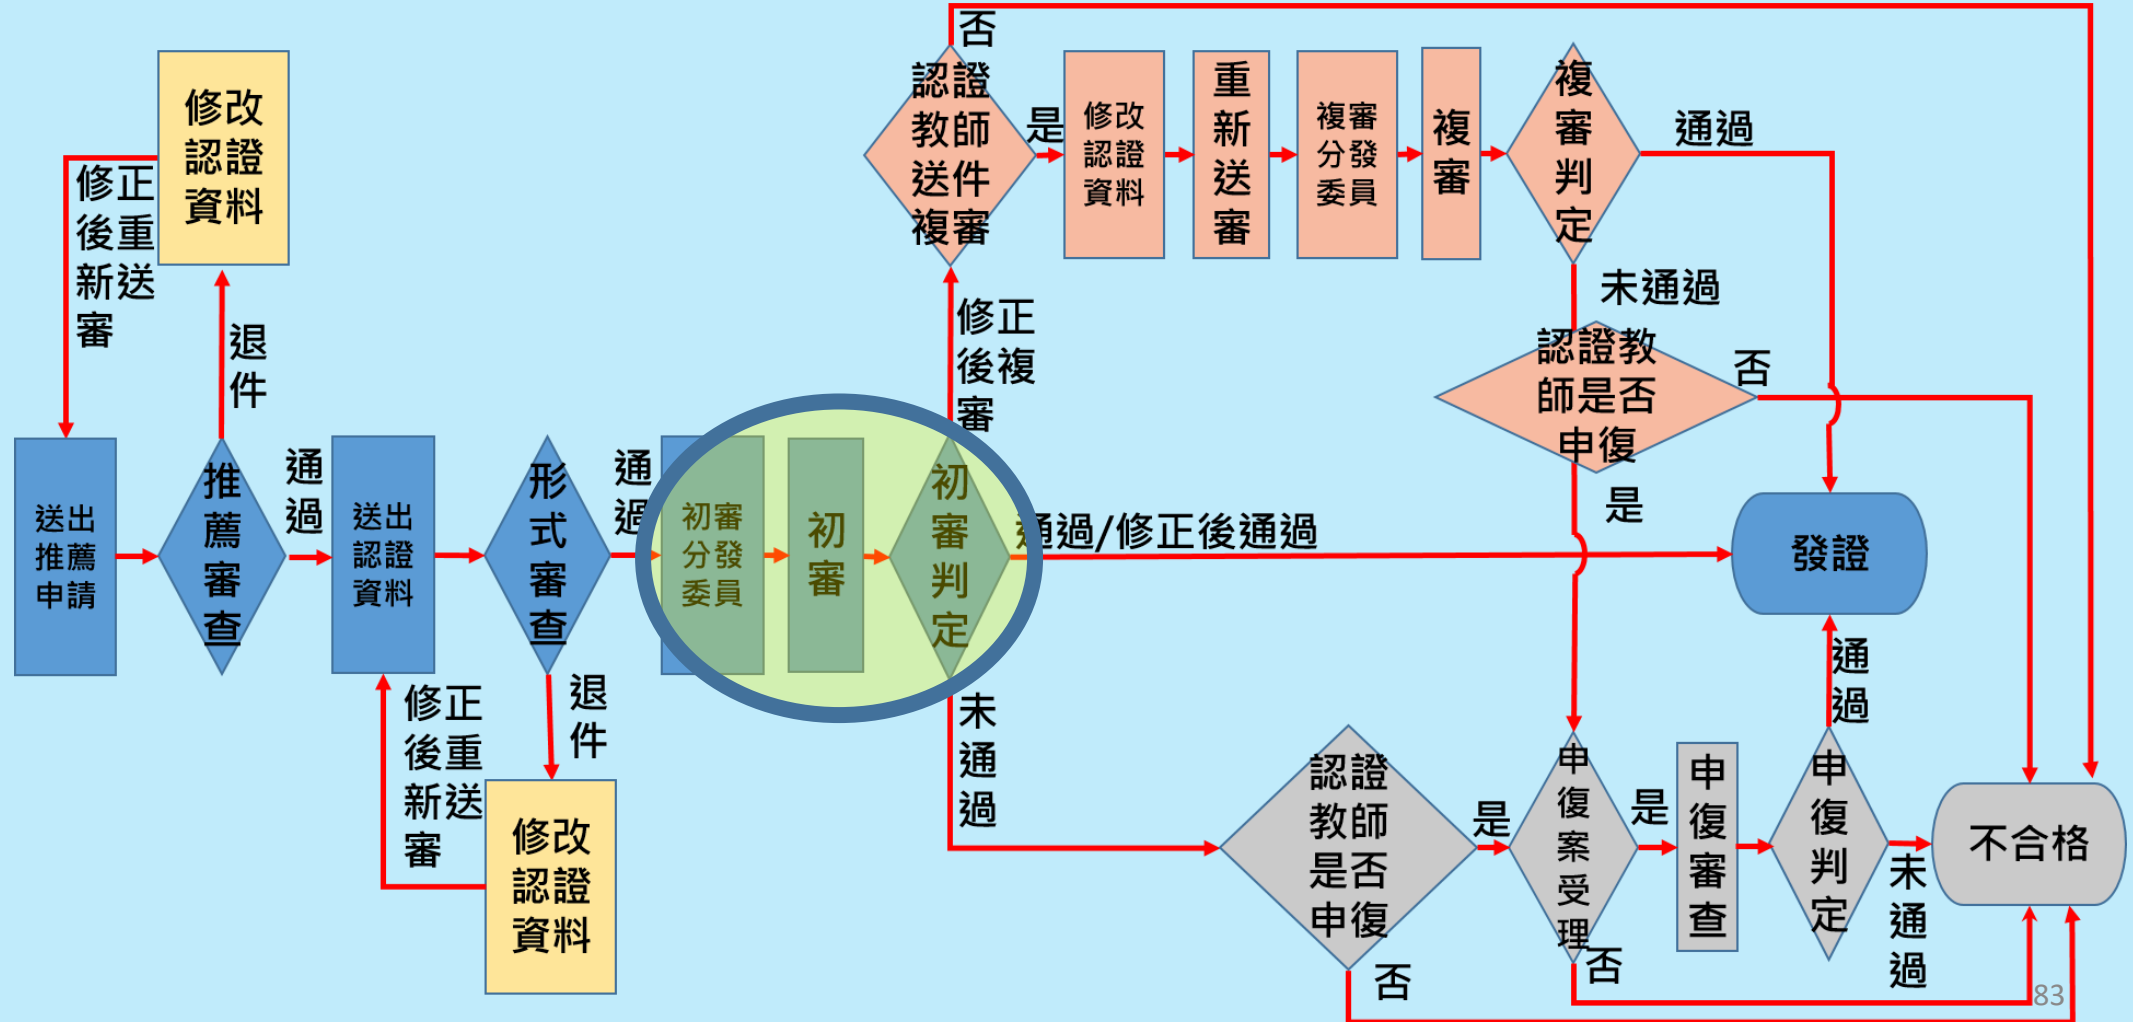 修改
認證
資料
修正
後重
新送
審
退
件
送出
推薦
申請
推
薦
審
查
通
過
送出
認證
資料
形
式
審
查
通
過
初審
分發
委員
初
審
初
審
判
定
修正
後重
新送
審
退
件
修改
認證
資料
修正
後複
審
否
認證
教師
送件
複審
是
修改
認證
資料
重
新
送
審
複審
分發
委員
複
審
複
審
判
定
通過
未通過
認證教
師是否
申復
否
是
通過/修正後通過
發證
未
通
過
認證
教師
是否
申復
是
否
申
復
案
受
理
是
否
申
復
審
查
申
復
判
定
通
過
未
通
過
不合格
83